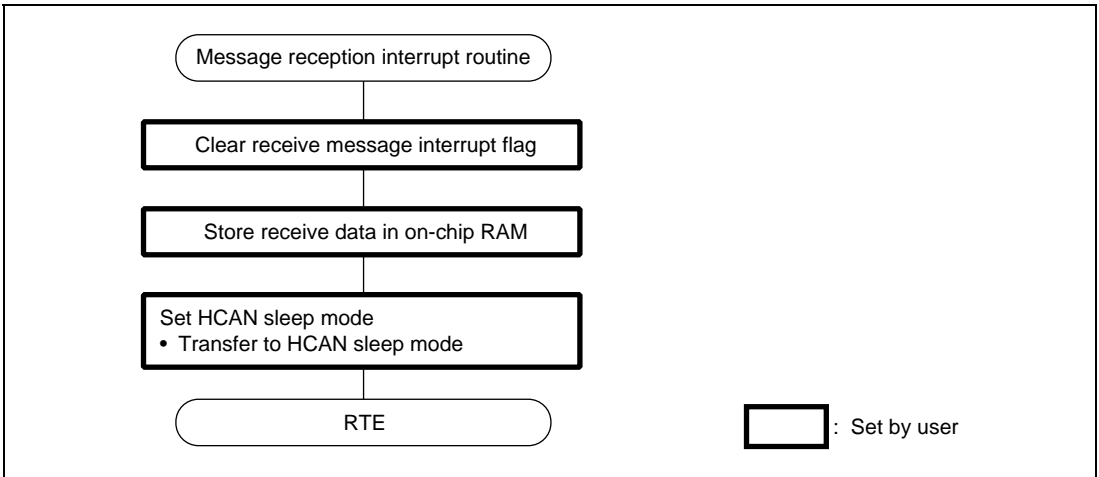 Message reception interrupt routine
Clear receive message interrupt flag
Store receive data in on-chip RAM
Set HCAN sleep mode
• Transfer to HCAN sleep mode
RTE
: Set by user